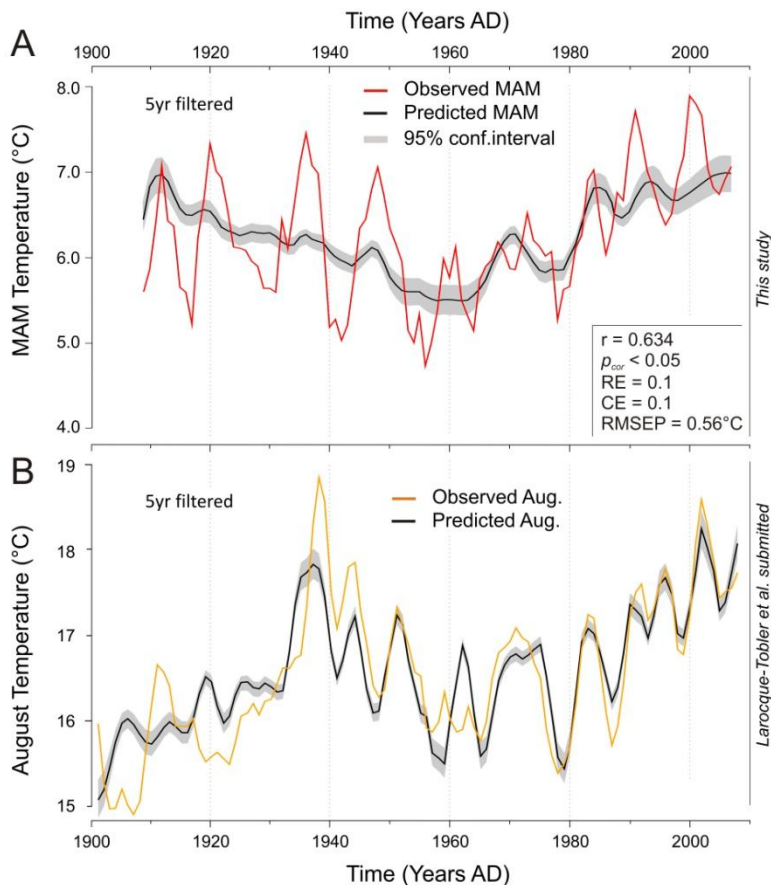 Time (Years AD)
1900 1920 1940 1960 1980 2000
A
8.0
7.0
6.0
5.0
4.0
MAM Temperature (°C)
5yr filtered
Observed MAM
Predicted MAM
95% conf.interval
r = 0.634
pcor < 0.05
RE = 0.1
CE = 0.1
RMSEP = 0.56°C
This study
B
19
18
17
16
15
August Temperature (°C)
5yr filtered
Observed Aug.
Predicted Aug.
Larocque-Tobler et al. submitted
1900 1920 1940 1960 1980 2000
Time (Years AD)